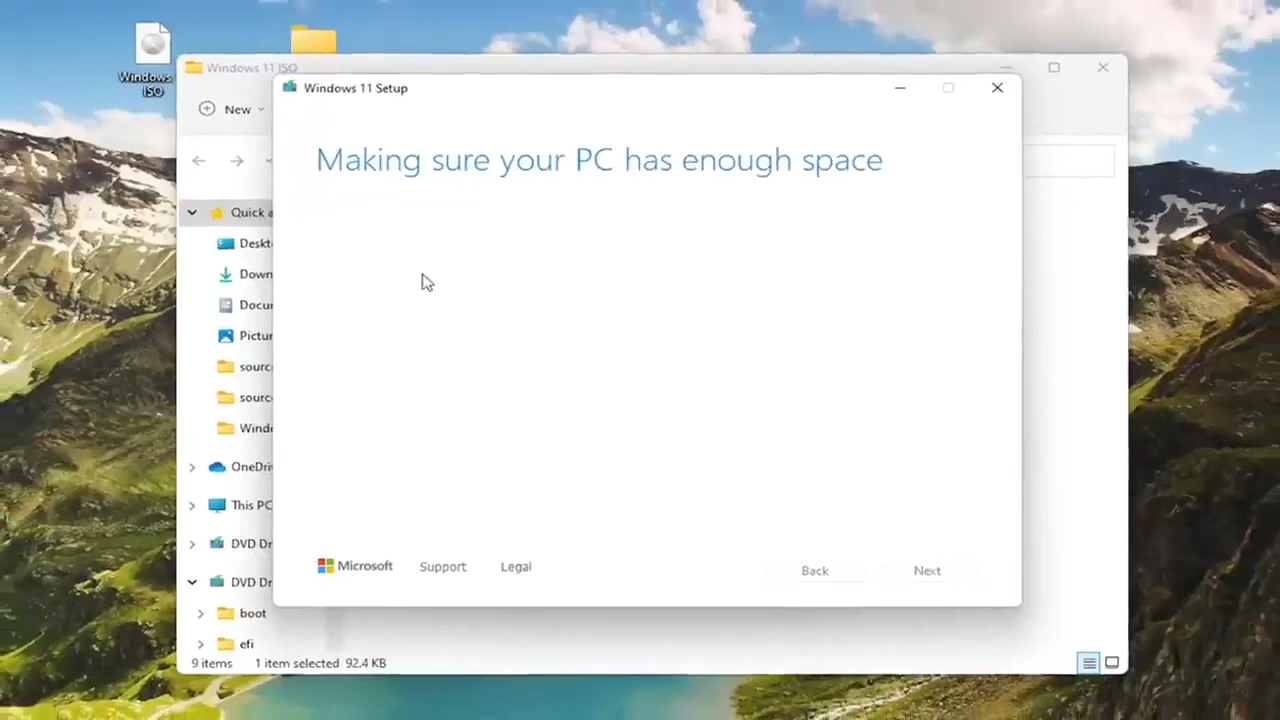 Windows
ISO
Windows 11 ISO
Windows 11 Setup
New
Making sure your PC has enough space
Quick a
Deskt
Down
Docur
Pictur
sourc
sourc
Windo
OneDri
This PC
DVD Dr
DVD Dr
boot
efi
Microsoft
Support
Legal
Back
Next
9 items
1 item selected 92.4 KB